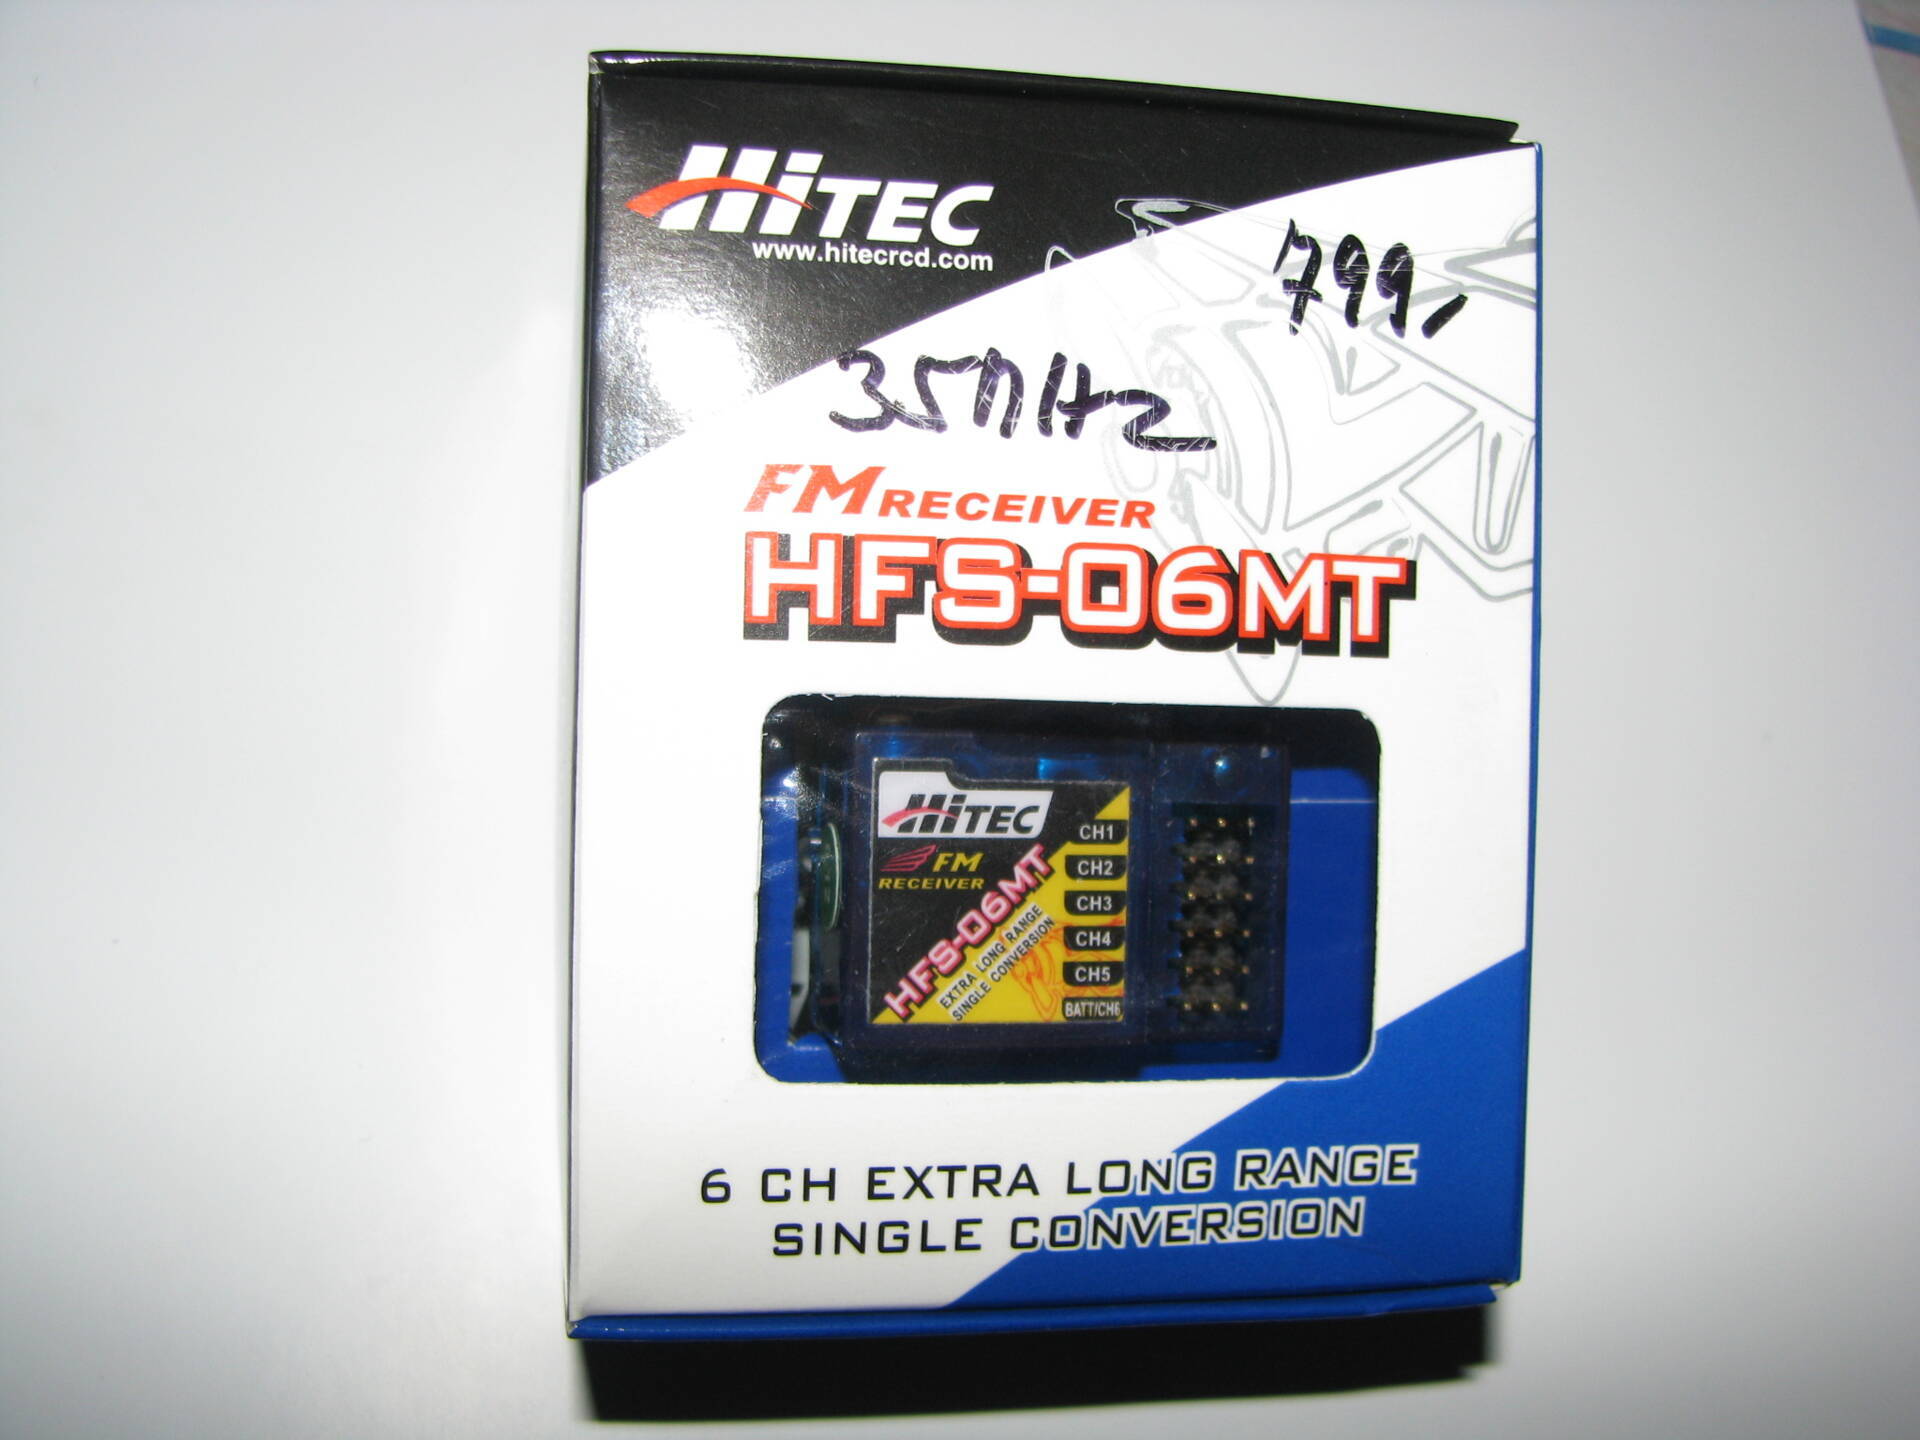 HiTEC
www.hitecrcd.com
799,-
35MHz
FM RECEIVER
HFS-06MT
HiTEC
FM
RECEIVER
HFS-06MT
EXTRA LONG RANGE
SINGLE CONVERSION
CH1
CH2
CH3
CH4
CH5
BATT/CH6
6 CH EXTRA LONG RANGE
SINGLE CONVERSION